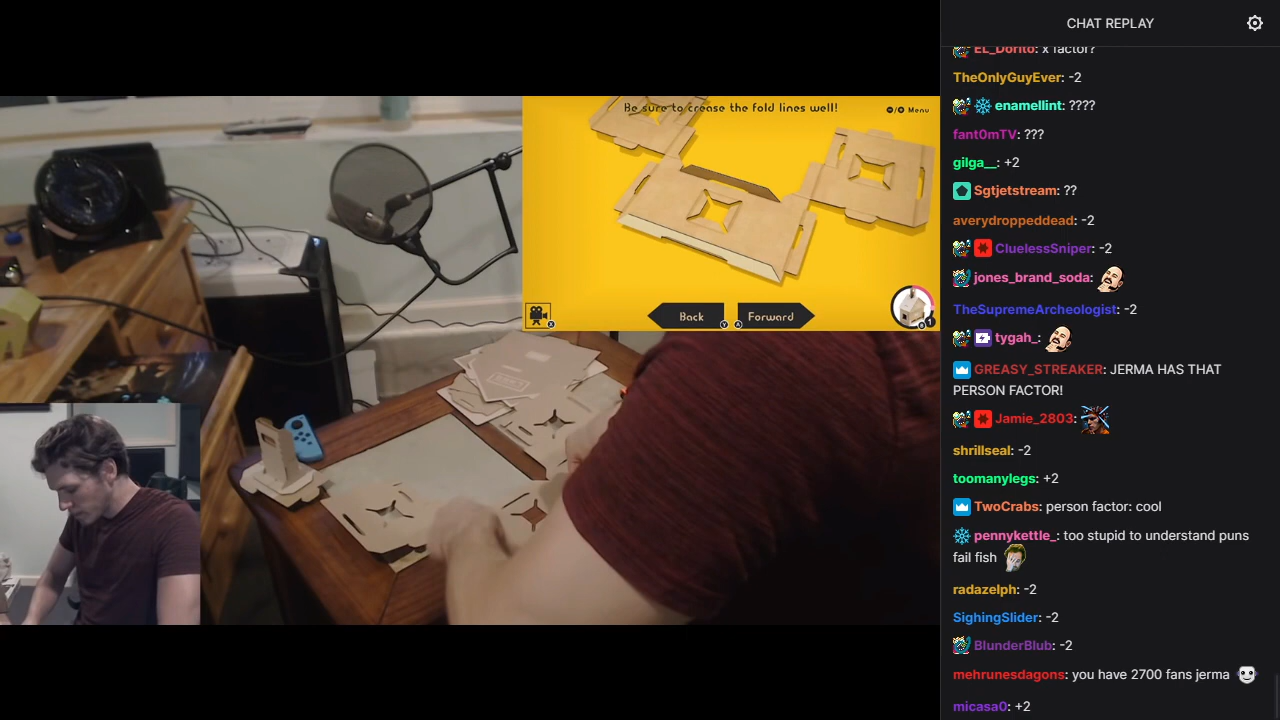 Be sure to crease the fold lines well!
Menu
Back
Forward
CHAT REPLAY
EL_Dorito: x factor?
TheOnlyGuyEver: -2
enamellint: ????
fant0mTV: ???
gilga__: +2
Sgtjetstream: ??
averydroppeddead: -2
CluelessSniper: -2
jones_brand_soda:
TheSupremeArcheologist: -2
tygah_:
GREASY_STREAKER: JERMA HAS THAT
PERSON FACTOR!
Jamie_2803:
shrillseal: -2
toomanylegs: +2
TwoCrabs: person factor: cool
pennykettle_: too stupid to understand puns
fail fish
radazelph: -2
SighingSlider: -2
BlunderBlub: -2
mehrunesdagons: you have 2700 fans jerma
micasa0: +2